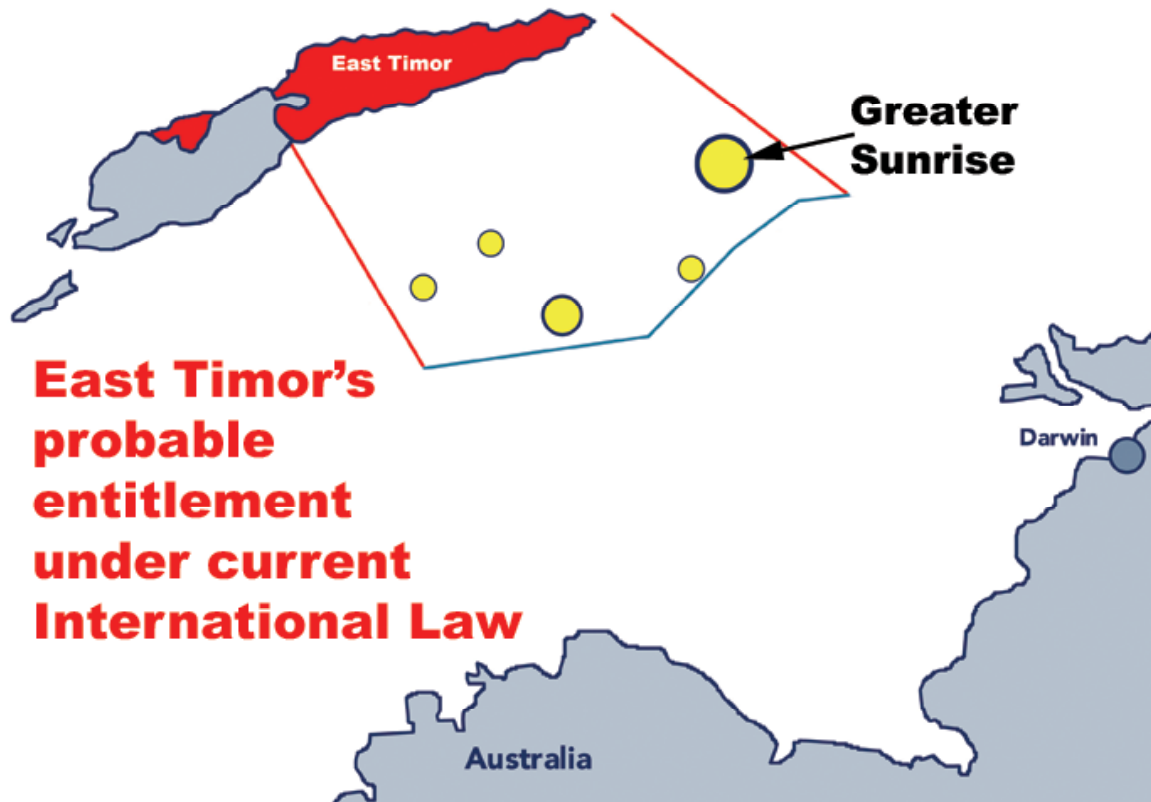 East Timor
Greater
Sunrise
East Timor’s
probable
entitlement
under current
International Law
Darwin
Australia